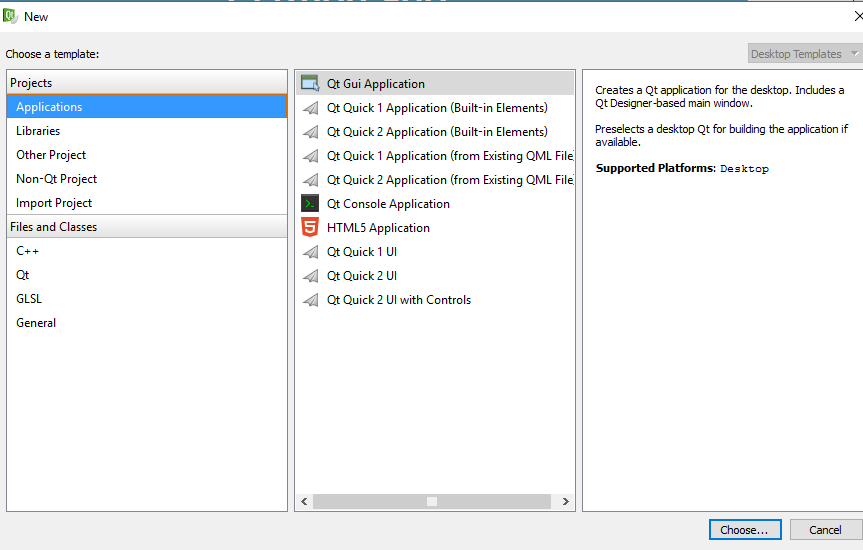 New
Choose a template:
Desktop Templates
Projects
Applications
Libraries
Other Project
Non-Qt Project
Import Project
Files and Classes
C++
Qt
GLSL
General
Qt Gui Application
Qt Quick 1 Application (Built-in Elements)
Qt Quick 2 Application (Built-in Elements)
Qt Quick 1 Application (from Existing QML File
Qt Quick 2 Application (from Existing QML File
Qt Console Application
HTML5 Application
Qt Quick 1 UI
Qt Quick 2 UI
Qt Quick 2 UI with Controls
Creates a Qt application for the desktop. Includes a
Qt Designer-based main window.
Preselects a desktop Qt for building the application if
available.
Supported Platforms: Desktop
Choose...
Cancel